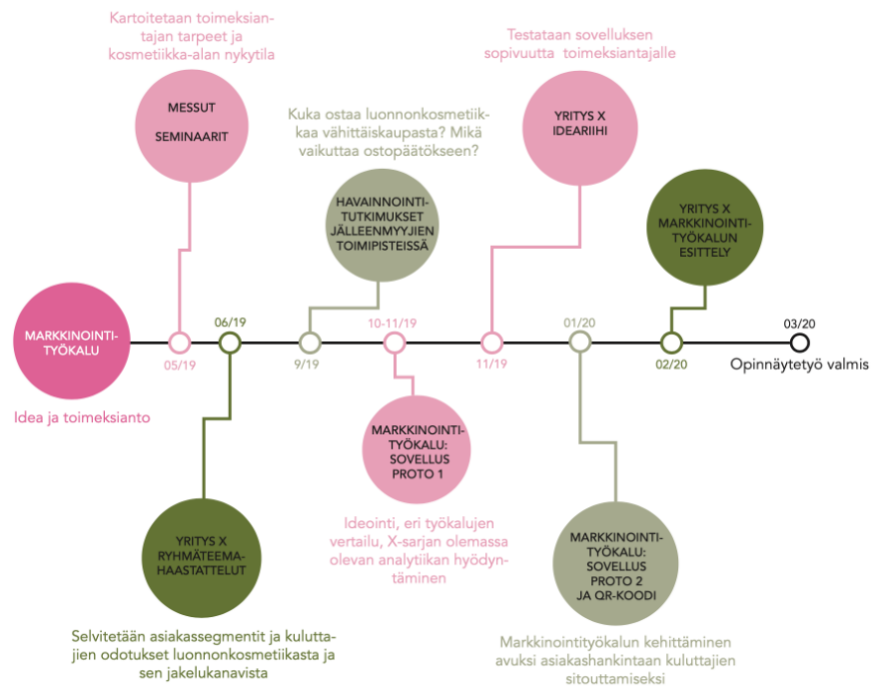 Kartoitetaan toimeksian-
tajan tarpeet ja
kosmetiikka-alan nykytila
MESSUT
SEMINAARIT
Kuka ostaa luonnonkosmetiik-
kaa vähittäiskaupasta? Mikä
vaikuttaa ostopäätökseen?
HAVAINNOINTI-
TUTKIMUKSET
JÄLLEENMYYJIEN
TOIMIPISTEISSÄ
Testataan sovelluksen
sopivuutta toimeksiantajalle
YRITYS X
IDEARIIHI
YRITYS X
MARKKINOINTI-
TYÖKALUN
ESITTELY
MARKKINOINTI-
TYÖKALU
Idea ja toimeksianto
05/19
06/19
9/19
10-11/19
11/19
01/20
02/20
03/20
Opinnäytetyö valmis
YRITYS X
RYHMÄTEEMA-
HAASTATTELUT
Selvitetään asiakassegmentit ja kulutta-
jien odotukset luonnonkosmetiikasta ja
sen jakelukanavista
MARKKINOINTI-
TYÖKALU:
SOVELLUS
PROTO 1
Ideointi, eri työkalujen
vertailu, X-sarjan olemassa
olevan analytiikan hyödyn-
täminen
MARKKINOINTI-
TYÖKALU:
SOVELLUS
PROTO 2
JA QR-KOODI
Markkinointityökalun kehittäminen
avuksi asiakashankintaan kuluttajien
sitouttamiseksi